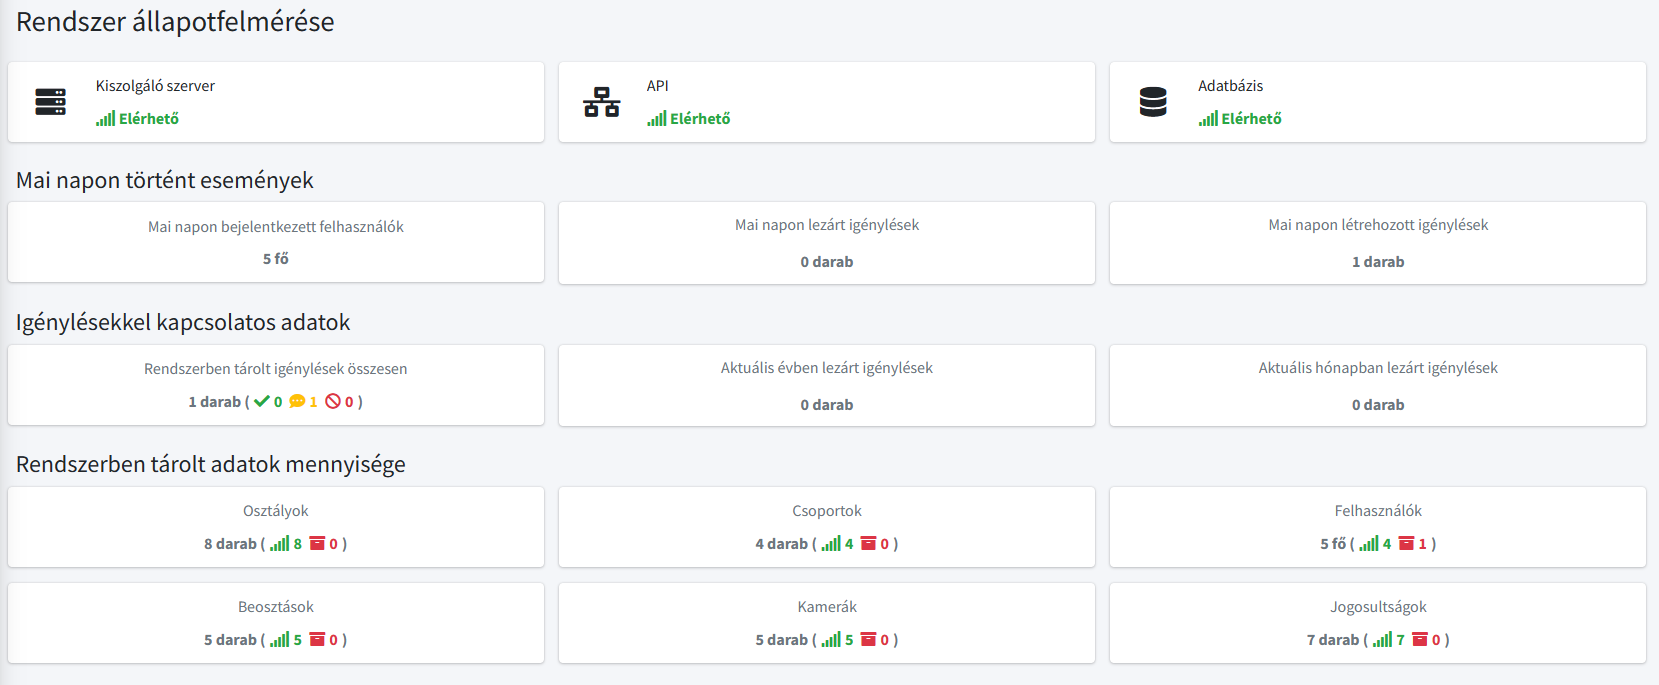 Rendszer állapotfelmérése
Kiszolgáló szerver
Elérhető
API
Elérhető
Adatbázis
Elérhető
Mai napon történt események
Mai napon bejelentkezett felhasználók
5 fő
Mai napon lezárt igénylések
0 darab
Mai napon létrehozott igénylések
1 darab
Igénylésekkel kapcsolatos adatok
Rendszerben tárolt igénylések összesen
1 darab ( 0 1 0 )
Aktuális évben lezárt igénylések
0 darab
Aktuális hónapban lezárt igénylések
0 darab
Rendszerben tárolt adatok mennyisége
Osztályok
8 darab ( 8 0 )
Csoportok
4 darab ( 4 0 )
Felhasználók
5 fő ( 4 1 )
Beosztások
5 darab ( 5 0 )
Kamerák
5 darab ( 5 0 )
Jogosultságok
7 darab ( 7 0 )